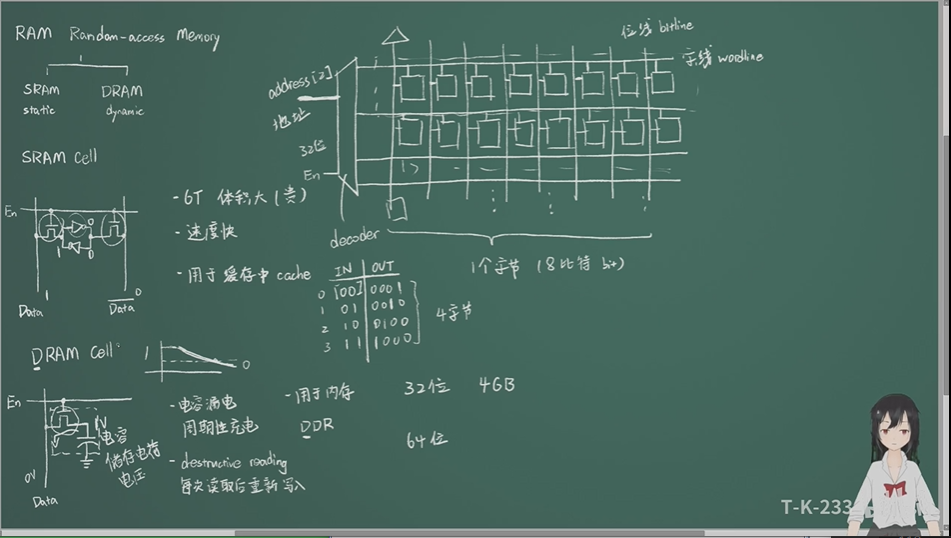 RAM Random-access Memory
SRAM
static
DRAM
dynamic
SRAM Cell
En
1
0
0
1
Data
0
Data
- 6T 体积大(贵)
- 速度快
- 用于缓存中 cache
DRAM Cell
1
0
En
1V
电容
储存电荷
电压
0V
Data
- 电容漏电
周期性充电
- destructive reading
每次读取后重新写入
- 用于内存
DDR
32位 4GB
64位
位线 bitline
字线 wordline
address[2]
地址
32位
En
decoder
1个字节 (8比特 bit)
IN OUT
0 [00] 0001
1 01 0010
2 10 0100
3 11 1000
4字节
T-K-233